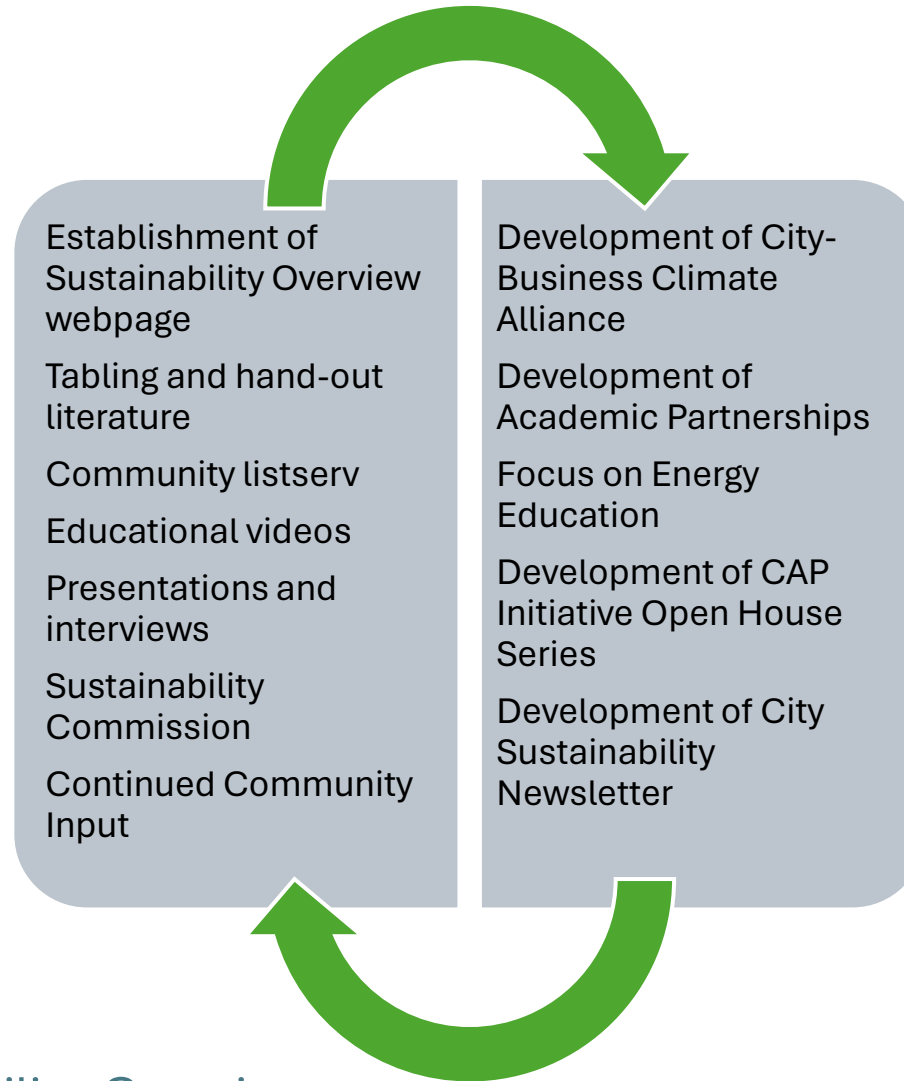 Establishment of
Sustainability Overview
webpage
Tabling and hand-out
literature
Community listserv
Educational videos
Presentations and
interviews
Sustainability
Commission
Continued Community
Input
Development of City-
Business Climate
Alliance
Development of
Academic Partnerships
Focus on Energy
Education
Development of CAP
Initiative Open House
Series
Development of City
Sustainability
Newsletter